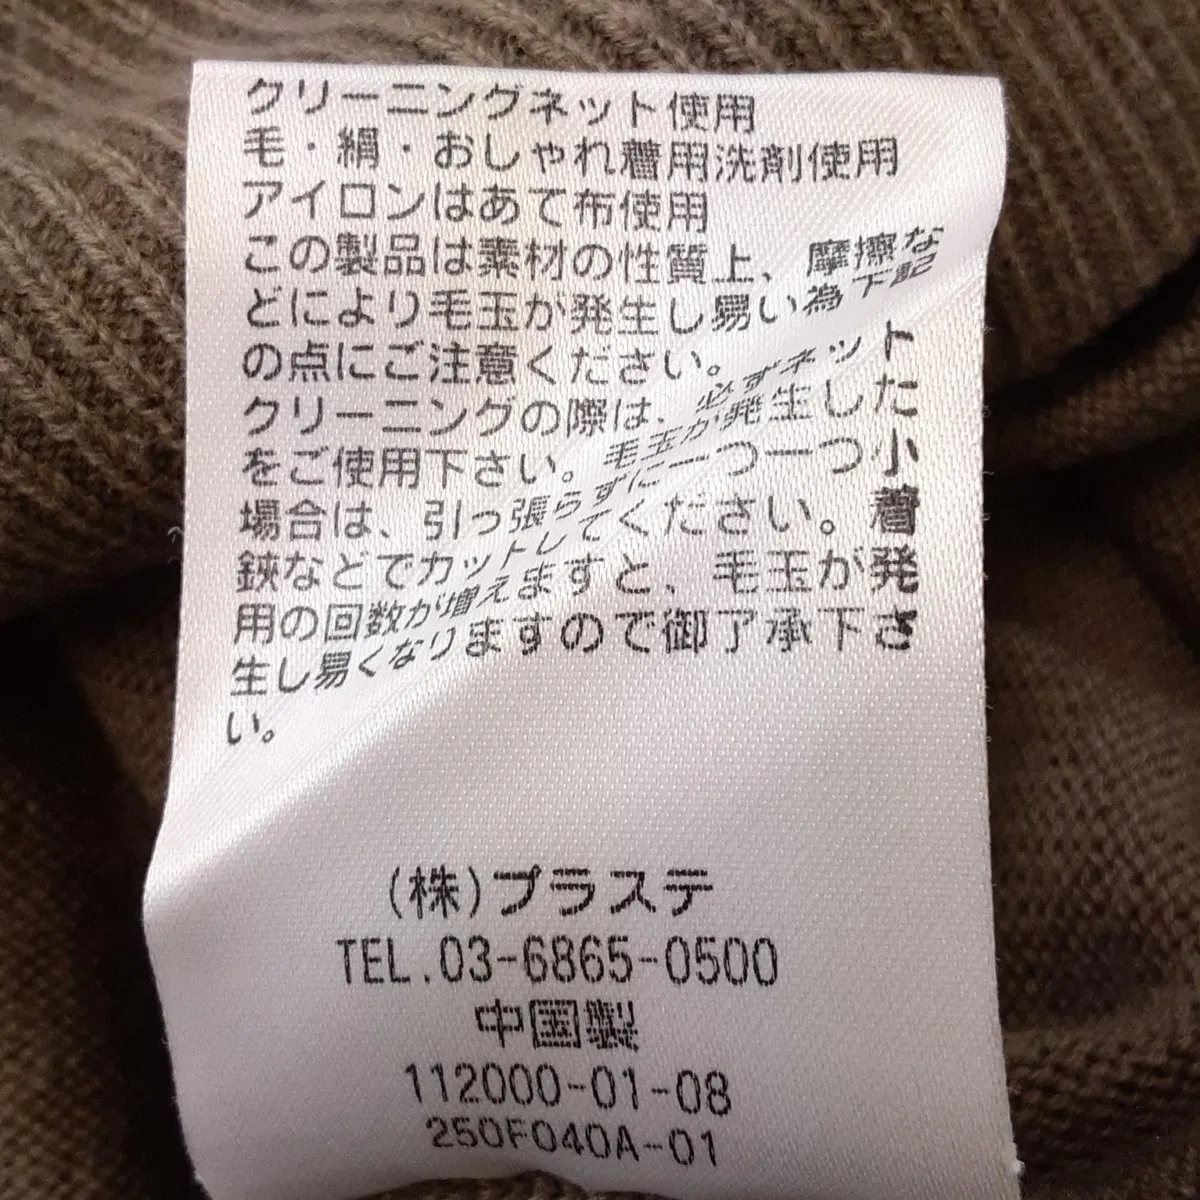 クリーニングネット使用
毛・絹・おしゃれ着用洗剤使用
アイロンはあて布使用
この製品は素材の性質上、摩擦な
どにより毛玉が発生し易い為下記
の点にご注意ください。
クリーニングの際は、必ずネット
をご使用下さい。毛玉が発生した
場合は、引っ張らずに一つ一つ小
鋏などでカットしてください。着
用の回数が増えますと、毛玉が発
生し易くなりますので御了承下さ
い。
(株)プラステ
TEL.03-6865-0500
中国製
112000-01-08
250F040A-01